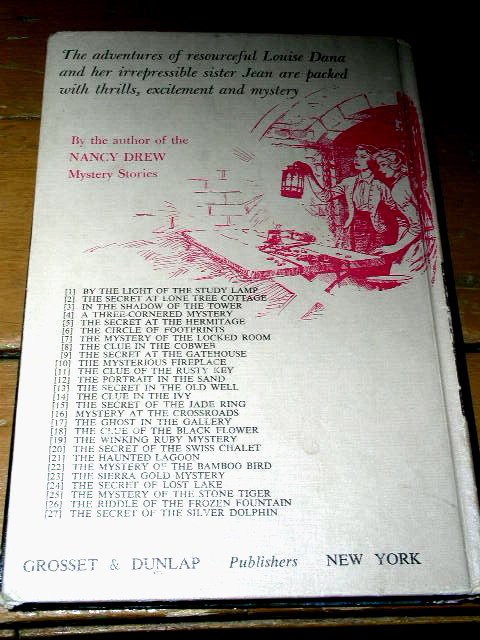 The adventures of resourceful Louise Dana
and her irrepressible sister Jean are packed
with thrills, excitement and mystery
By the author of the
NANCY DREW
Mystery Stories
[1] BY THE LIGHT OF THE STUDY LAMP
[2] THE SECRET AT LONE TREE COTTAGE
[3] IN THE SHADOW OF THE TOWER
[4] A THREE-CORNERED MYSTERY
[5] THE SECRET AT THE HERMITAGE
[6] THE CIRCLE OF FOOTPRINTS
[7] THE MYSTERY OF THE LOCKED ROOM
[8] THE CLUE IN THE COBWEB
[9] THE SECRET AT THE GATEHOUSE
[10] THE MYSTERIOUS FIREPLACE
[11] THE CLUE OF THE RUSTY KEY
[12] THE PORTRAIT IN THE SAND
[13] THE SECRET IN THE OLD WELL
[14] THE CLUE IN THE IVY
[15] THE SECRET OF THE JADE RING
[16] MYSTERY AT THE CROSSROADS
[17] THE GHOST IN THE GALLERY
[18] THE CLUE OF THE BLACK FLOWER
[19] THE WINKING RUBY MYSTERY
[20] THE SECRET OF THE SWISS CHALET
[21] THE HAUNTED LAGOON
[22] THE MYSTERY OF THE BAMBOO BIRD
[23] THE SIERRA GOLD MYSTERY
[24] THE SECRET OF LOST LAKE
[25] THE MYSTERY OF THE STONE TIGER
[26] THE RIDDLE OF THE FROZEN FOUNTAIN
[27] THE SECRET OF THE SILVER DOLPHIN
GROSSET & DUNLAP Publishers NEW YORK